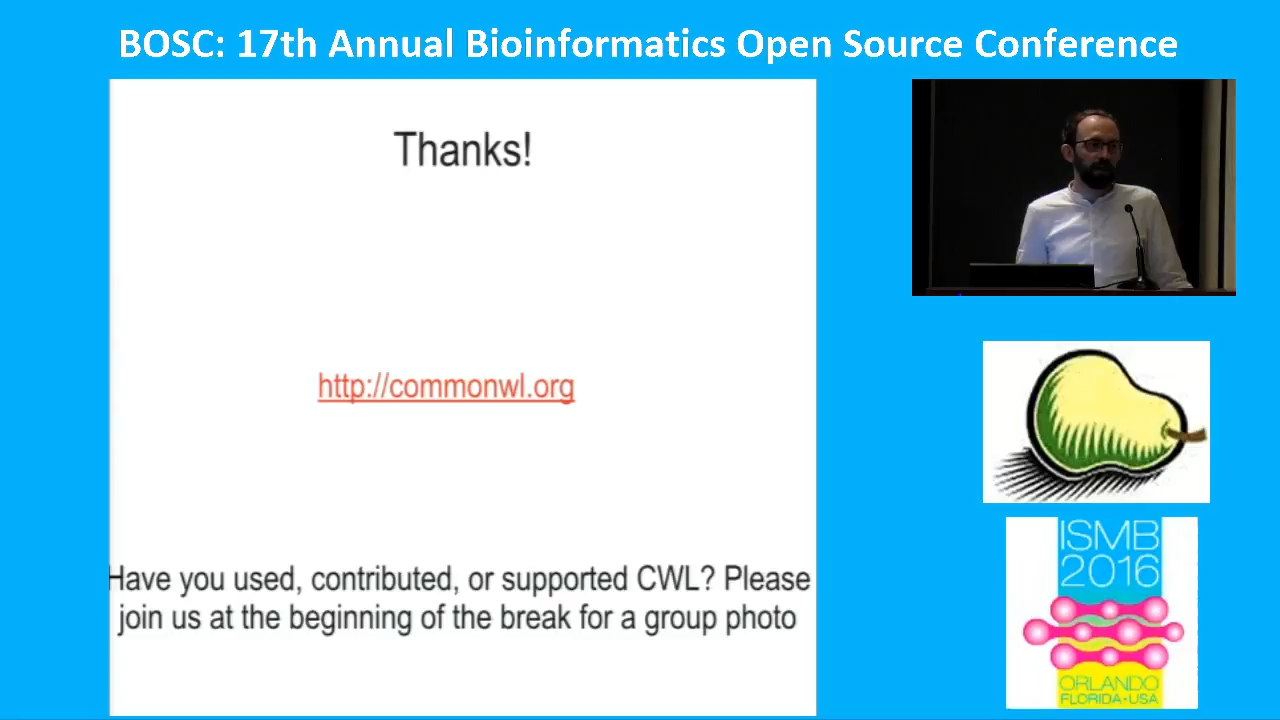 BOSC: 17th Annual Bioinformatics Open Source Conference
Thanks!
http://commonwl.org
Have you used, contributed, or supported CWL? Please
join us at the beginning of the break for a group photo
ISMB
2016
ORLANDO
FLORIDA•USA